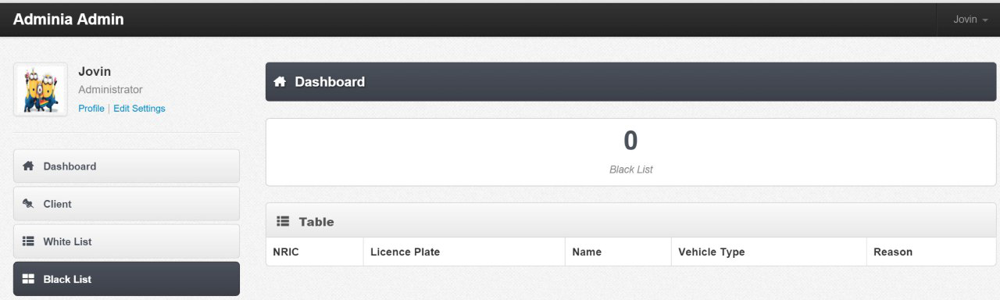 Adminia Admin
Jovin
Jovin
Administrator
Profile | Edit Settings
Dashboard
Client
White List
Black List
Dashboard
0
Black List
Table
NRIC Licence Plate Name Vehicle Type Reason